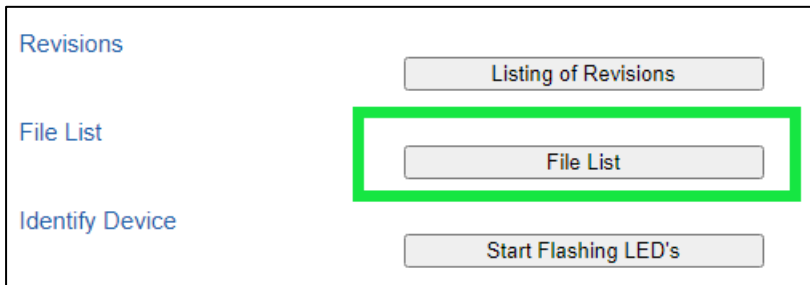 Revisions
Listing of Revisions
File List
File List
Identify Device
Start Flashing LED's